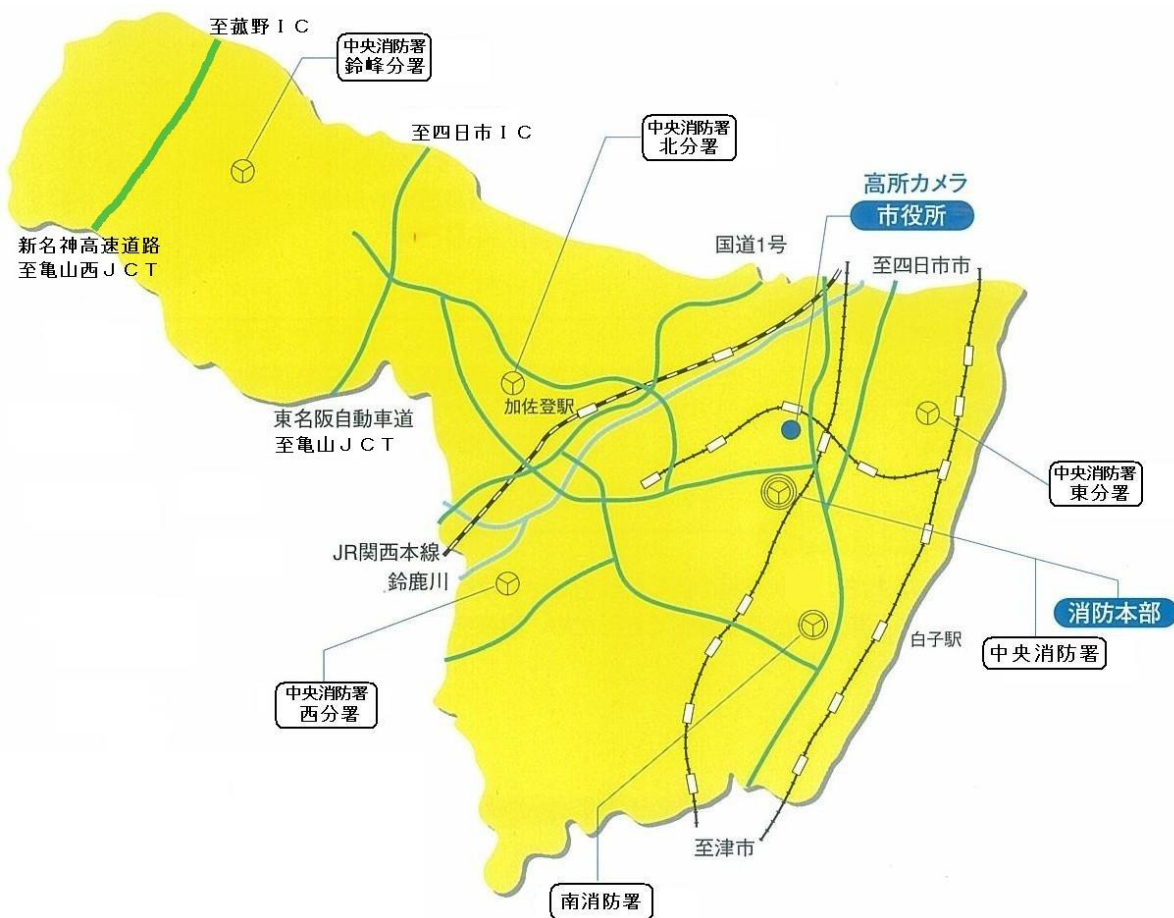 至菰野IC
中央消防署
鈴峰分署
至四日市IC
中央消防署
北分署
高所カメラ
市役所
新名神高速道路
至亀山西JCT
国道1号
至四日市市
加佐登駅
東名阪自動車道
至亀山JCT
中央消防署
東分署
JR関西本線
鈴鹿川
消防本部
白子駅
中央消防署
中央消防署
西分署
至津市
南消防署